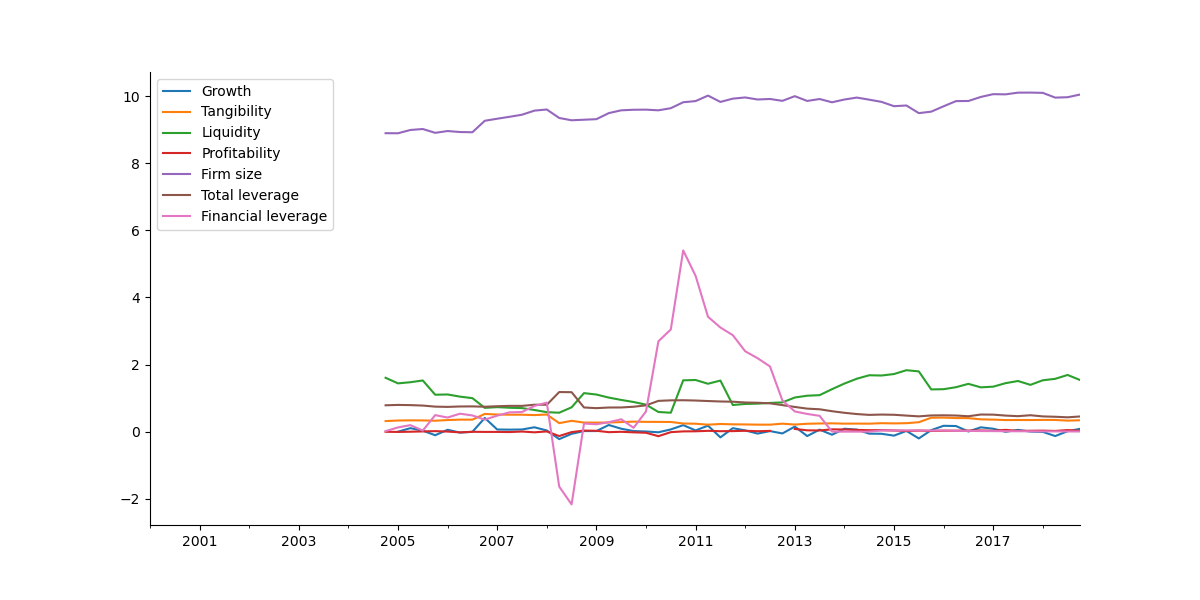 Growth
Tangibility
Liquidity
Profitability
Firm size
Total leverage
Financial leverage
10
8
6
4
2
0
−2
2001 2003 2005 2007 2009 2011 2013 2015 2017